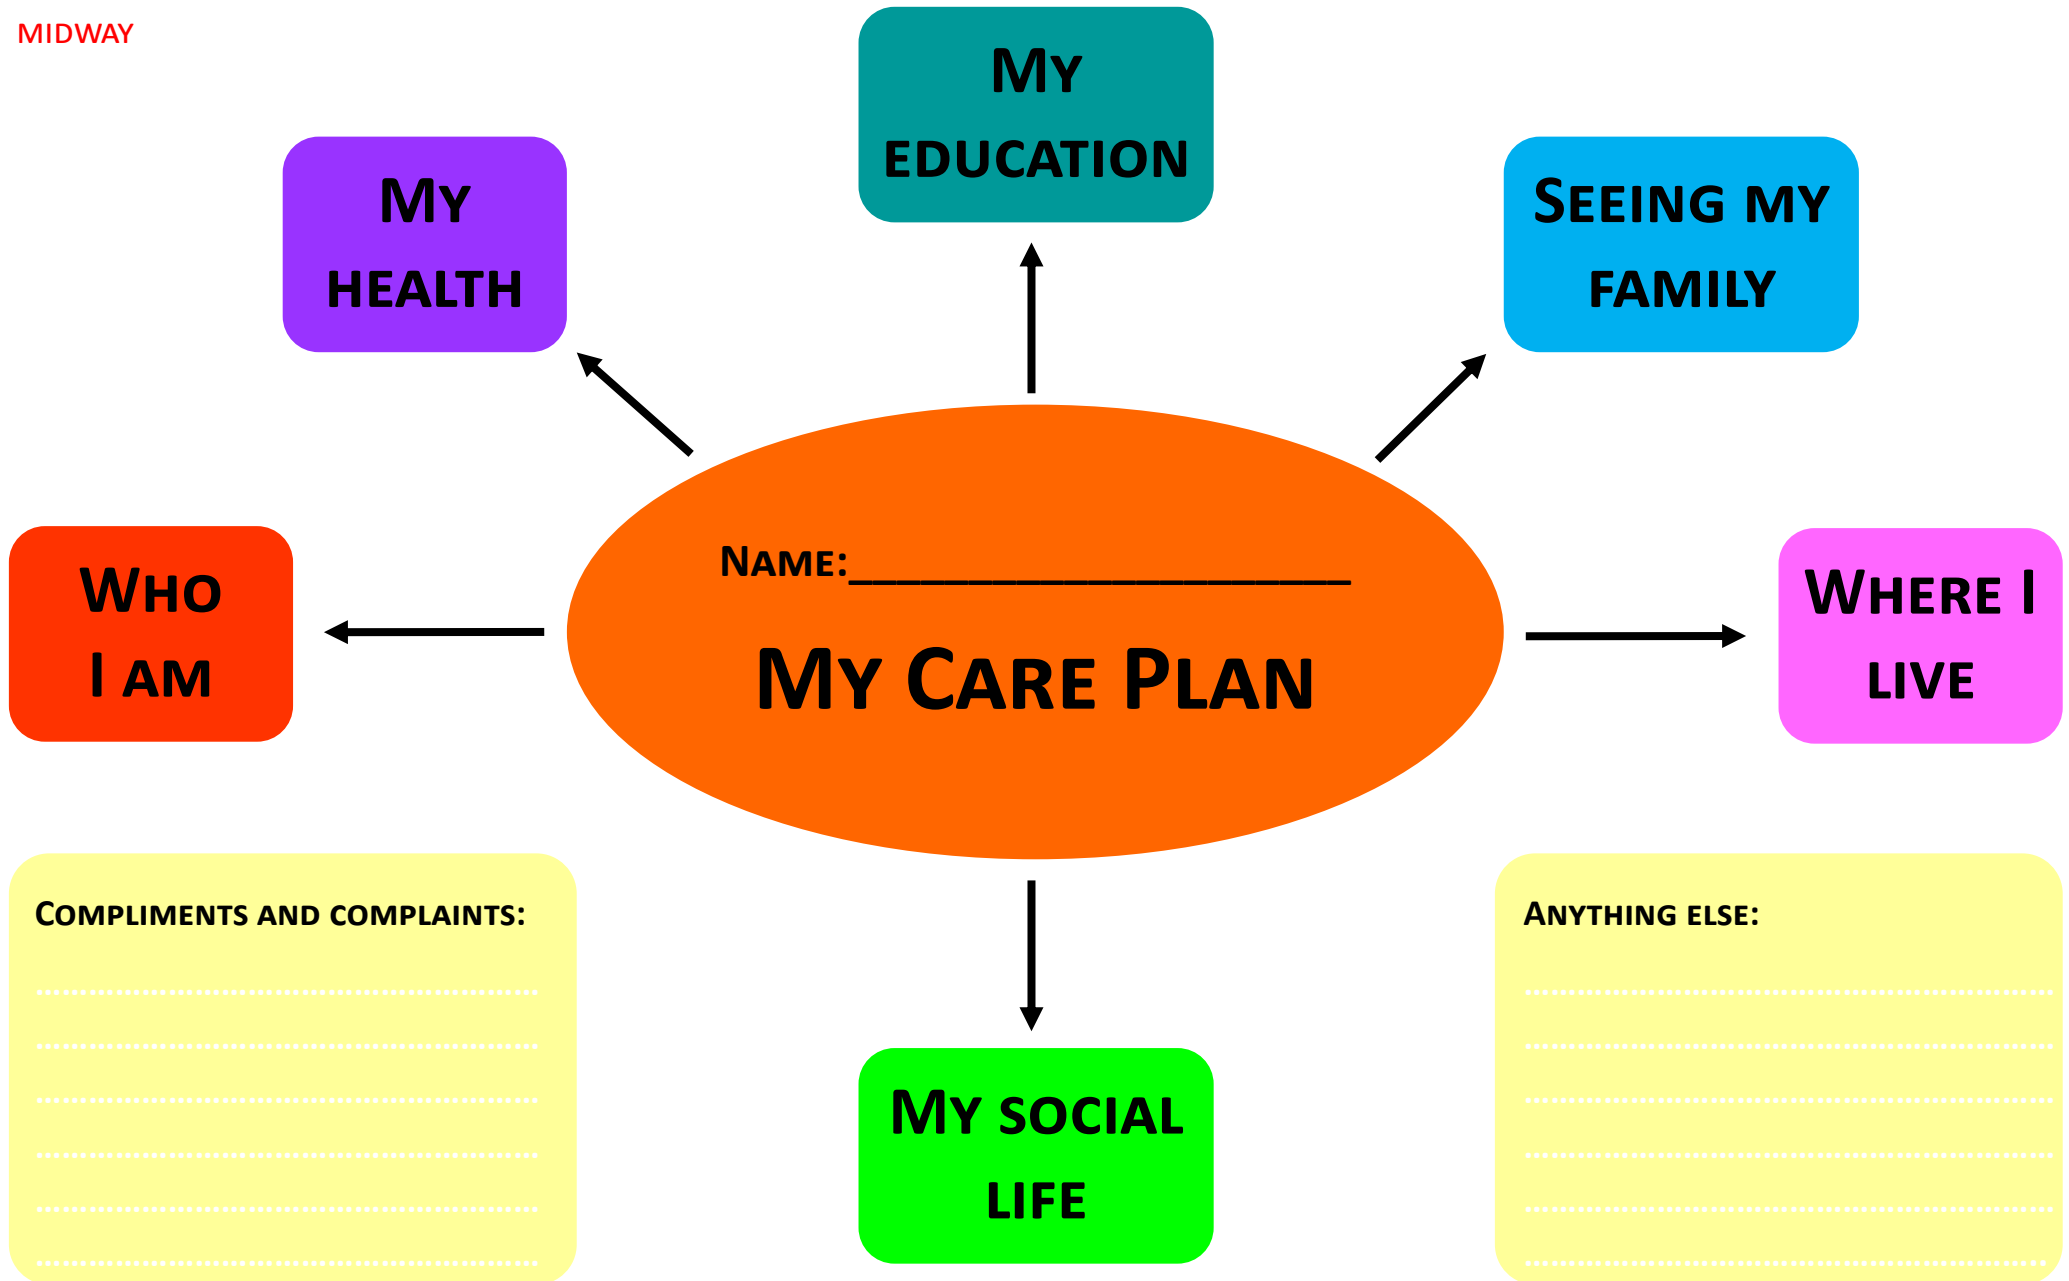 MIDWAY
MY
EDUCATION
MY
HEALTH
SEEING MY
FAMILY
NAME:_____________________
MY CARE PLAN
WHO
I AM
WHERE I
LIVE
COMPLIMENTS AND COMPLAINTS:
ANYTHING ELSE:
MY SOCIAL
LIFE